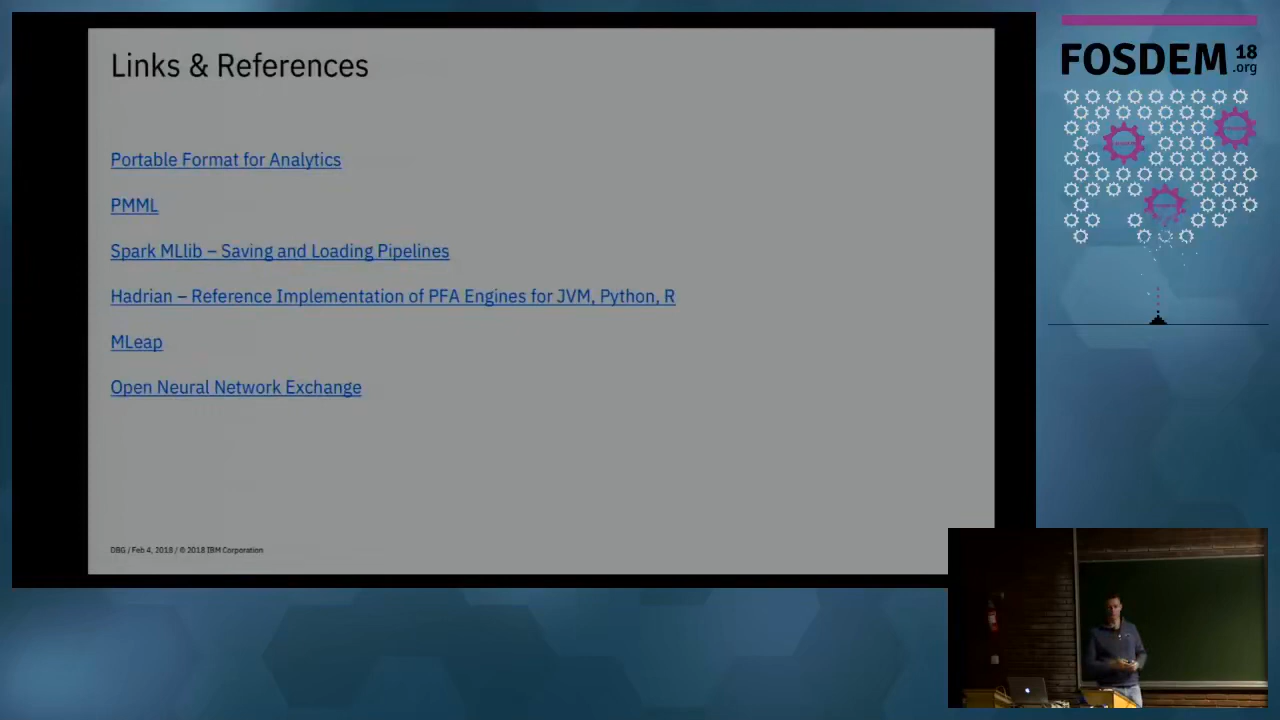 Links & References
Portable Format for Analytics
PMML
Spark MLlib – Saving and Loading Pipelines
Hadrian – Reference Implementation of PFA Engines for JVM, Python, R
MLeap
Open Neural Network Exchange
DBG / Feb 4, 2018 / © 2018 IBM Corporation
FOSDEM 18
.org